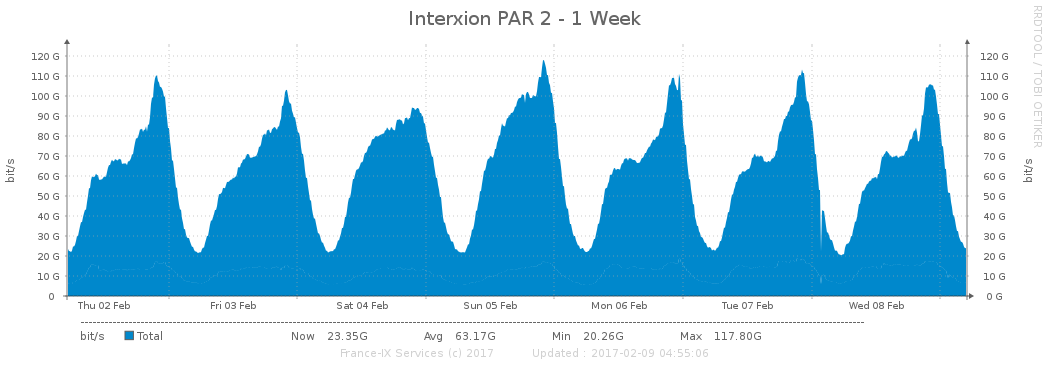 Interxion PAR 2 - 1 Week
RRDTOOL / TOBI OETIKER
bit/s
120 G 120 G
110 G 110 G
100 G 100 G
90 G 90 G
80 G 80 G
70 G 70 G
60 G 60 G
50 G 50 G
40 G 40 G
30 G 30 G
20 G 20 G
10 G 10 G
0 0 G
bit/s
Thu 02 Feb Fri 03 Feb Sat 04 Feb Sun 05 Feb Mon 06 Feb Tue 07 Feb Wed 08 Feb
bit/s Total Now 23.35G Avg 63.17G Min 20.26G Max 117.80G
France-IX Services (c) 2017 Updated : 2017-02-09 04:55:06